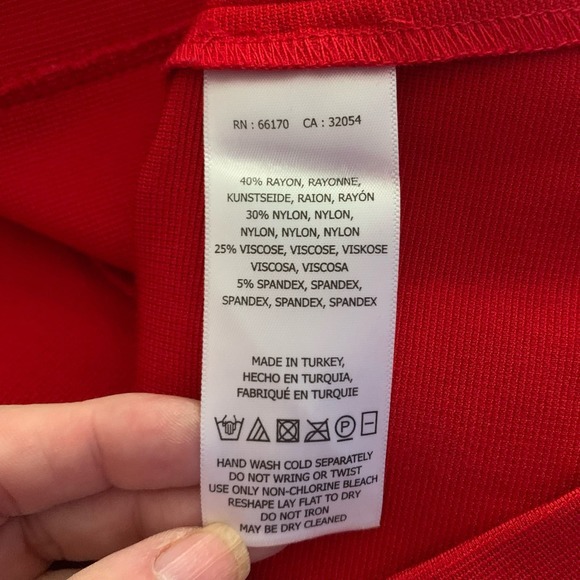 RN : 66170 CA : 32054
40% RAYON, RAYONNE,
KUNSTSEIDE, RAION, RAYÓN
30% NYLON, NYLON,
NYLON, NYLON, NYLON
25% VISCOSE, VISCOSE, VISKOSE
VISCOSA, VISCOSA
5% SPANDEX, SPANDEX,
SPANDEX, SPANDEX, SPANDEX
MADE IN TURKEY,
HECHO EN TURQUIA,
FABRIQUÉ EN TURQUIE
P
HAND WASH COLD SEPARATELY
DO NOT WRING OR TWIST
USE ONLY NON-CHLORINE BLEACH
RESHAPE LAY FLAT TO DRY
DO NOT IRON
MAY BE DRY CLEANED